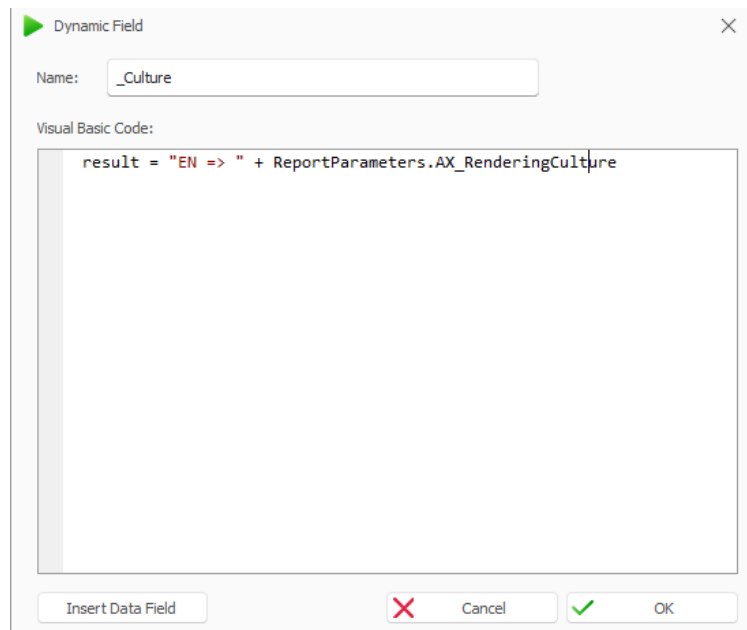 Dynamic Field
Name: _Culture
Visual Basic Code:
result = "EN => " + ReportParameters.AX_RenderingCulture
Insert Data Field Cancel OK